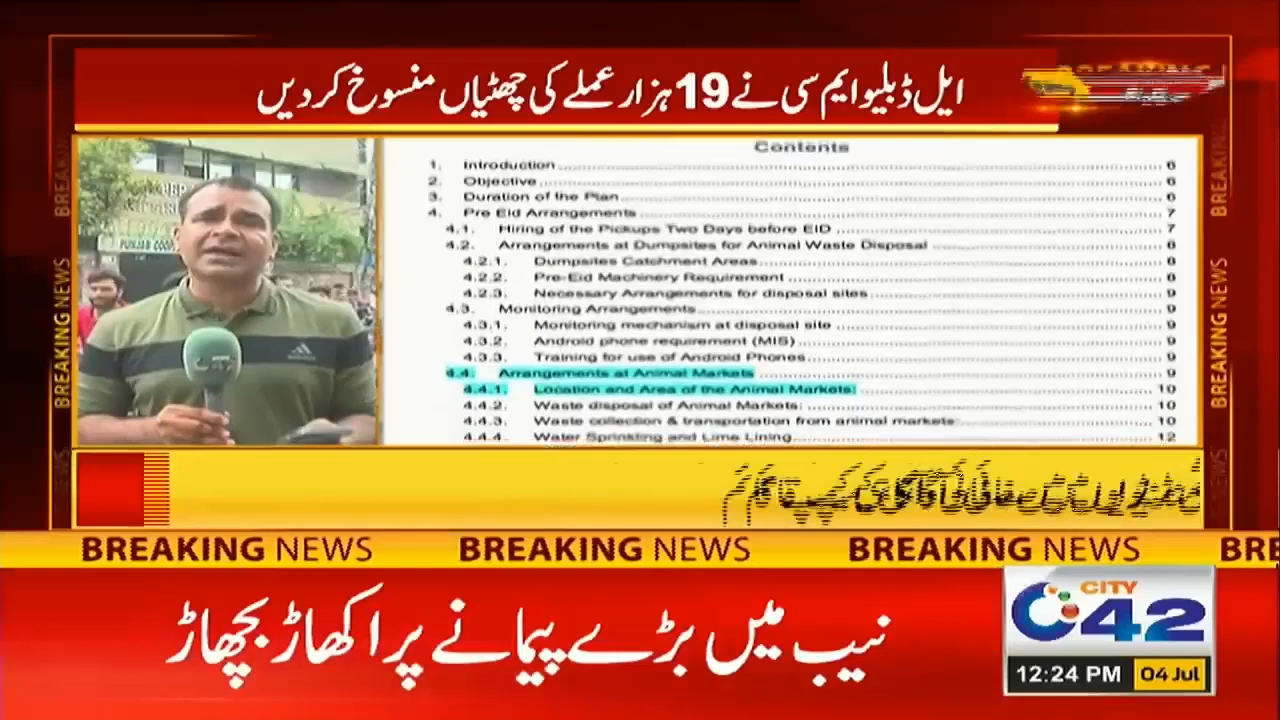 ایل ڈبلیو ایم سی نے 19 ہزار عملے کی چھٹیاں منسوخ کردیں
Contents
1. Introduction 6
2. Objective 6
3. Duration of the Plan 6
4. Pre Eid Arrangements 7
4.1. Hiring of the Pickups Two Days before EID 7
4.2. Arrangements at Dumpsites for Animal Waste Disposal 8
4.2.1. Dumpsites Catchment Areas 8
4.2.2. Pre-Eid Machinery Requirement 8
4.2.3. Necessary Arrangements for disposal sites 9
4.3. Monitoring Arrangements 9
4.3.1. Monitoring mechanism at disposal site 9
4.3.2. Android phone requirement (MIS) 9
4.3.3. Training for use of Android Phones 9
4.4. Arrangements at Animal Markets 9
4.4.1. Location and Area of the Animal Markets: 10
4.4.2. Waste disposal of Animal Markets: 10
4.4.3. Waste collection & transportation from animal markets 10
4.4.4. Water Sprinkling and Lime Lining 12
PUNJAB COOP
BREAKING NEWS
BREAKING NEWS
BREAKING NEWS BREAKING NEWS BREAKING NEWS BRE
نیب میں بڑے پیمانے پر اکھاڑ بچھاڑ
CITY
42
12:24 PM 04 Jul